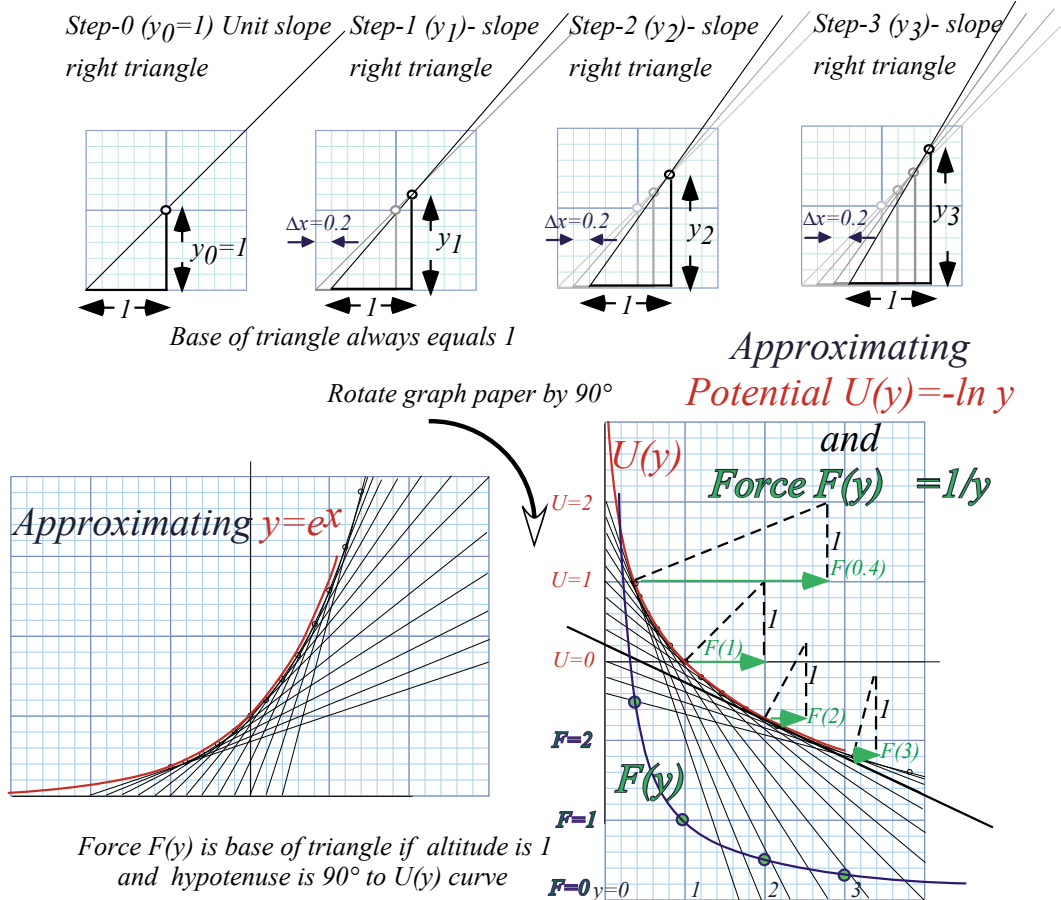 Step-0 (y0=1) Unit slope
right triangle
Step-1 (y1)- slope
right triangle
Step-2 (y2)- slope
right triangle
Step-3 (y3)- slope
right triangle
y0=1
1
Δx=0.2
y1
1
Δx=0.2
y2
1
Δx=0.2
y3
1
Base of triangle always equals 1
Approximating
Potential U(y)=-ln y
and
Force F(y) =1/y
Rotate graph paper by 90°
Approximating y=e^x
U(y)
U=2
U=1
U=0
1
F(0.4)
1
F(1)
1
F(2)
1
F(3)
F=2
F(y)
F=1
F=0 y=0 1 2 3
Force F(y) is base of triangle if altitude is 1
and hypotenuse is 90° to U(y) curve